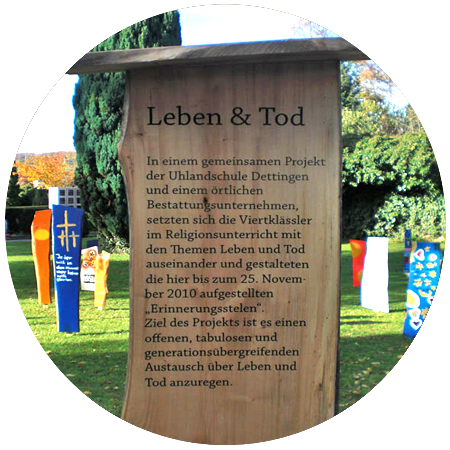 Leben & Tod
In einem gemeinsamen Projekt
der Uhlandschule Dettingen
und einem örtlichen
Bestattungsunternehmen,
setzten sich die Viertklässler
im Religionsunterricht mit
den Themen Leben und Tod
auseinander und gestalteten
die hier bis zum 25. Novem-
ber 2010 aufgestellten
„Erinnerungsstelen“.
Ziel des Projekts ist es einen
offenen, tabulosen und
generationsübergreifenden
Austausch über Leben und
Tod anzuregen.